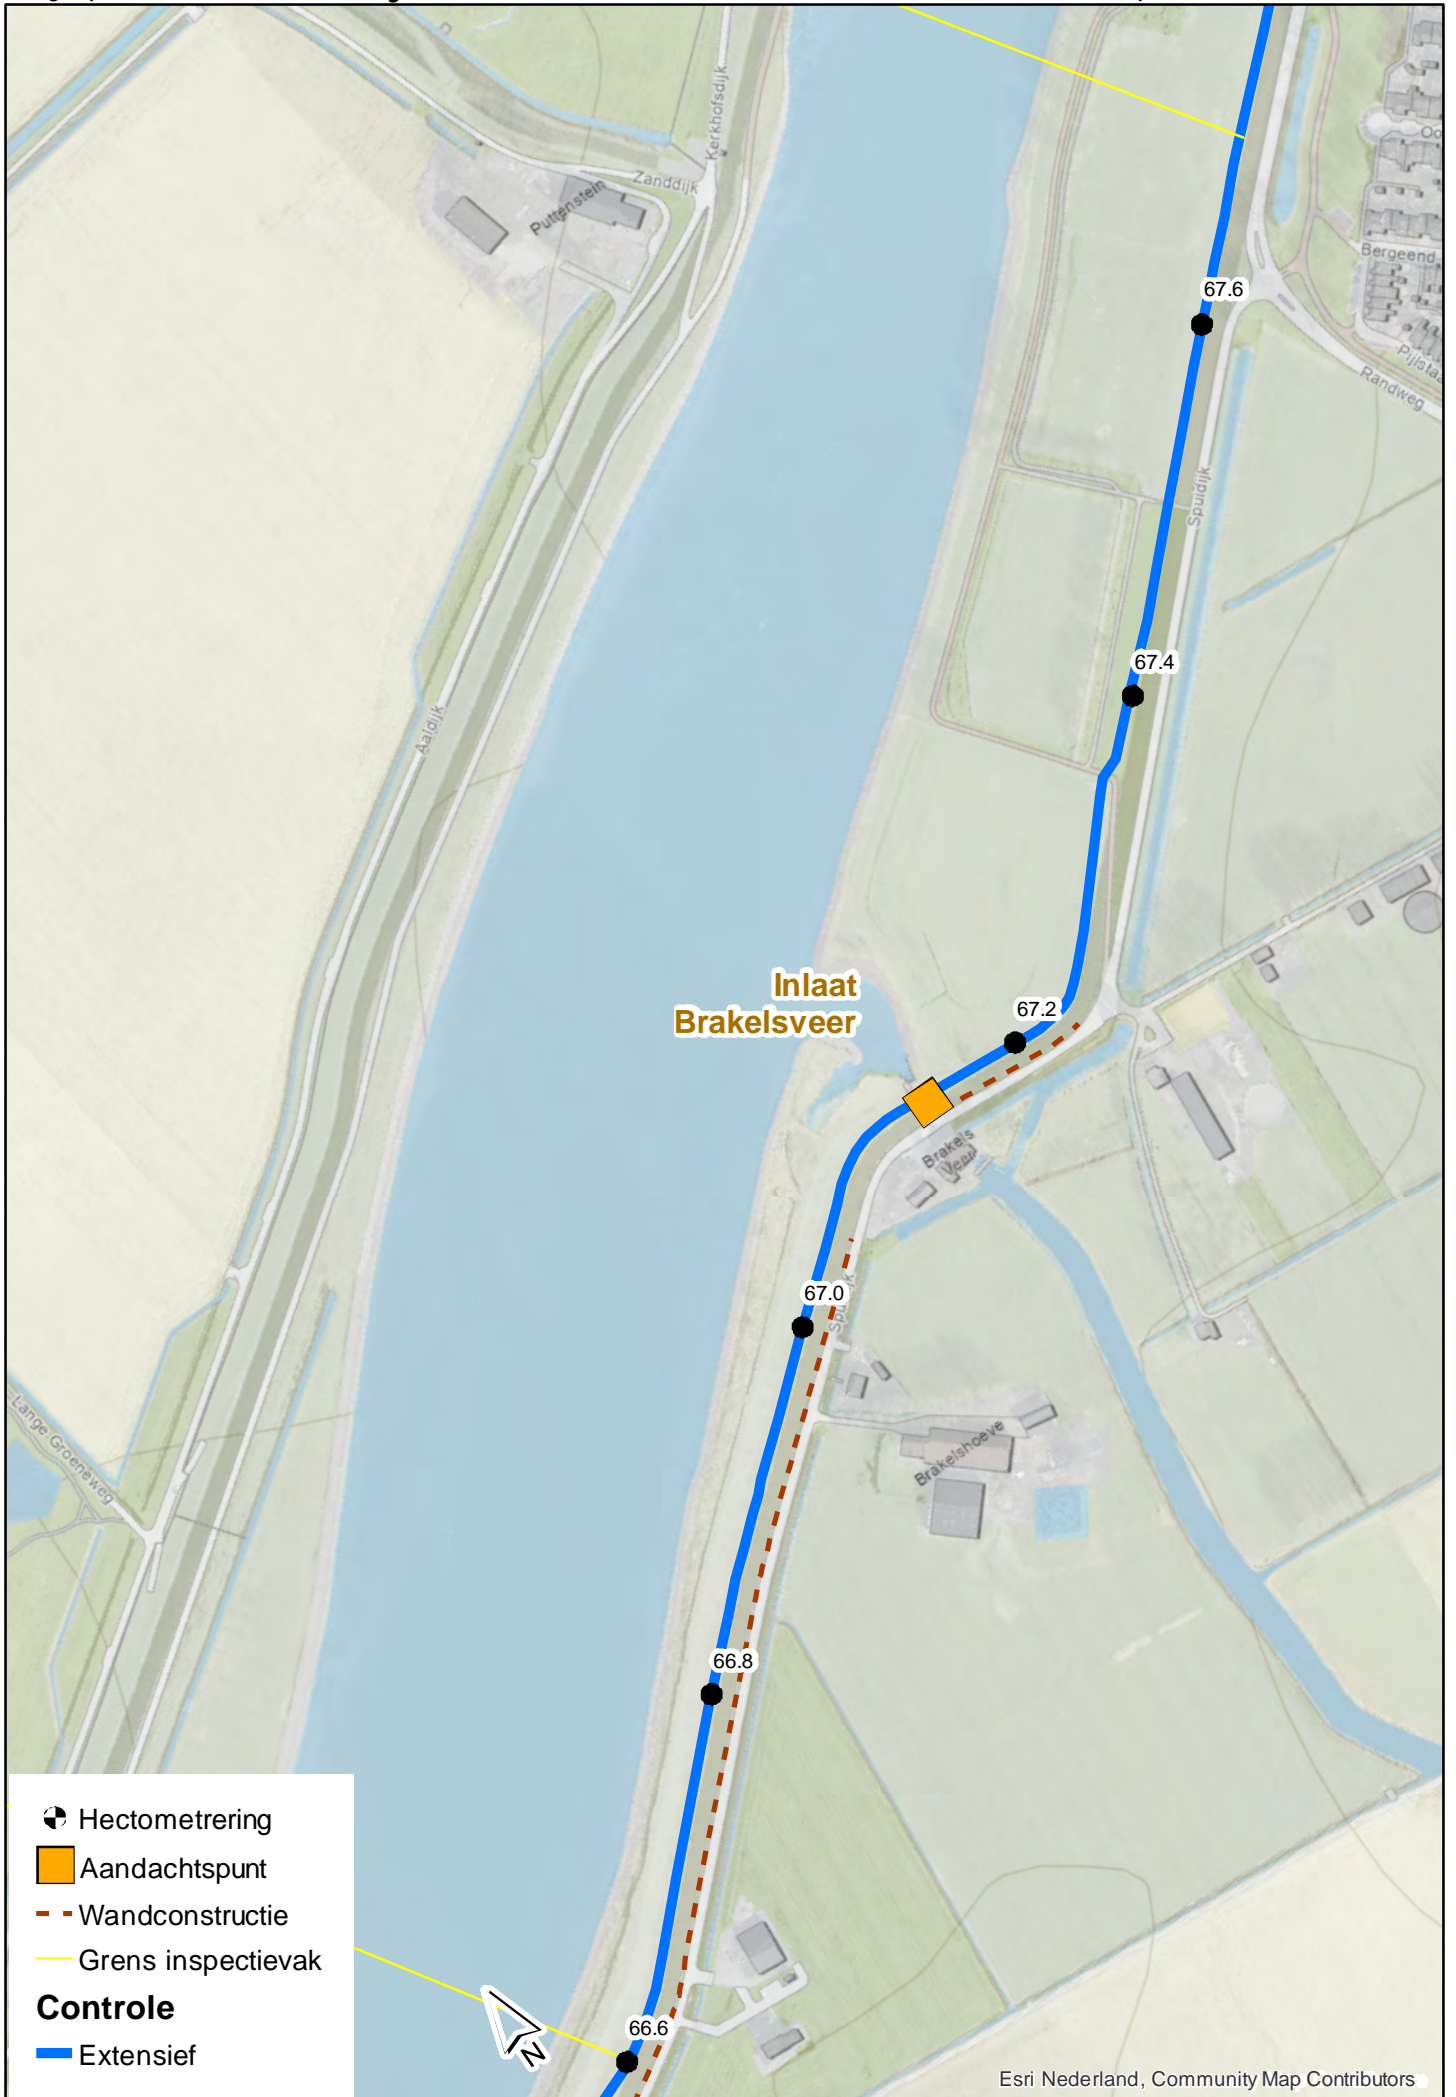 Kerkhofsdijk
Zanddijk
Puttenstein
Bergeend
67.6
Randweg
Spuidijk
67.4
Aaldijk
Inlaat
Brakelsveer
67.2
Brakels
Veer
67.0
Lange Groeneweg
Brakelshoeve
66.8
Hectometrering
Aandachtspunt
Wandconstructie
Grens inspectievak
Controle
Extensief
N
66.6
Esri Nederland, Community Map Contributors